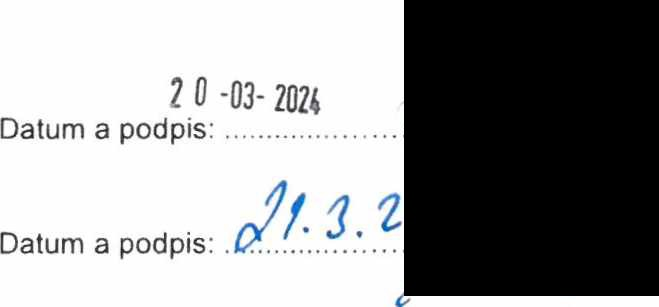 20 -03- 2024
Datum a podpis: ....................
Datum a podpis: .21.3.2